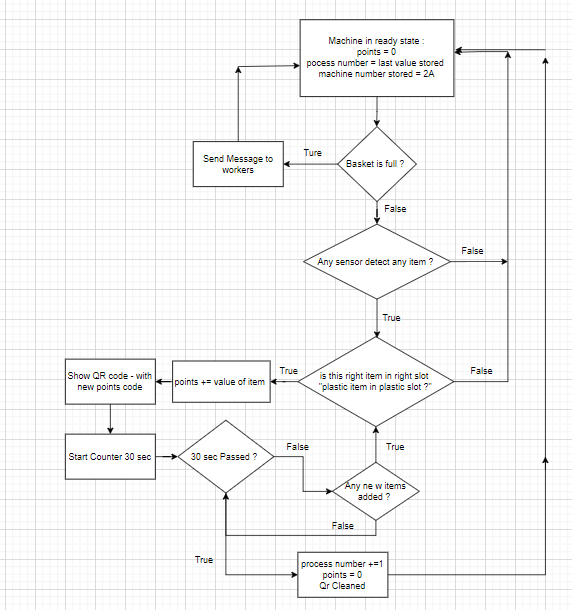 Machine in ready state :
points = 0
pocess number = last value stored
machine number stored = 2A
Ture
Send Message to
workers
Basket is full ?
False
Any sensor detect any item ?
False
True
is this right item in right slot
"plastic item in plastic slot ?"
False
True
points += value of item
Show QR code - with
new points code
Start Counter 30 sec
30 sec Passed ?
False
True
Any new items
added ?
False
True
process number +=1
points = 0
Qr Cleaned